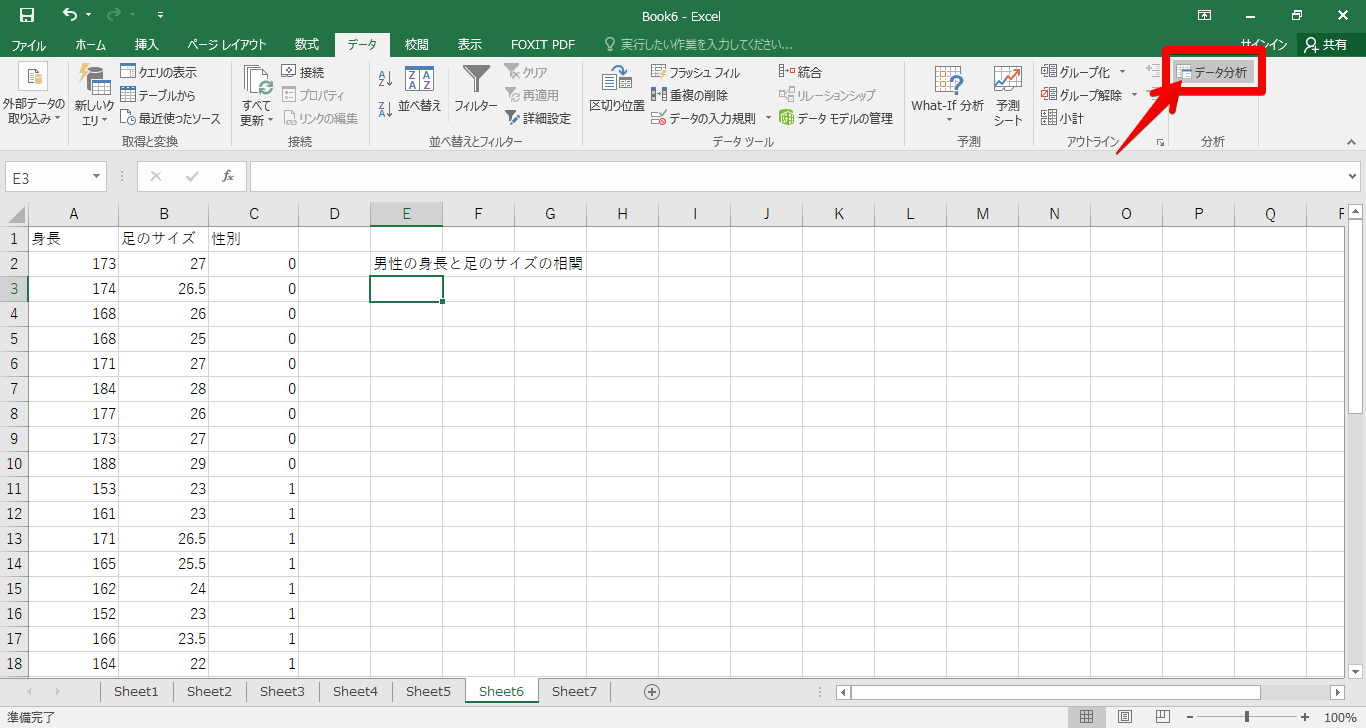 Book6 - Excel
ファイル ホーム 挿入 ページ レイアウト 数式 データ 校閲 表示 FOXIT PDF 実行したい作業を入力してください... サインイン 共有
外部データの取り込み
新しいクエリ
クエリの表示
テーブルから
最近使ったソース
取得と変換
すべて更新
接続
プロパティ
リンクの編集
接続
並べ替え
フィルター
クリア
再適用
詳細設定
並べ替えとフィルター
区切り位置
フラッシュ フィル
重複の削除
データの入力規則
統合
リレーションシップ
データ モデルの管理
データ ツール
What-If 分析
予測シート
予測
グループ化
グループ解除
小計
アウトライン
データ分析
分析
E3 fx
A B C D E F G H I J K L M N O P Q
1 身長 足のサイズ 性別
2 173 27 0 男性の身長と足のサイズの相関
3 174 26.5 0
4 168 26 0
5 168 25 0
6 171 27 0
7 184 28 0
8 177 26 0
9 173 27 0
10 188 29 0
11 153 23 1
12 161 23 1
13 171 26.5 1
14 165 25.5 1
15 162 24 1
16 152 23 1
17 166 23.5 1
18 164 22 1
Sheet1 Sheet2 Sheet3 Sheet4 Sheet5 Sheet6 Sheet7
準備完了 100%